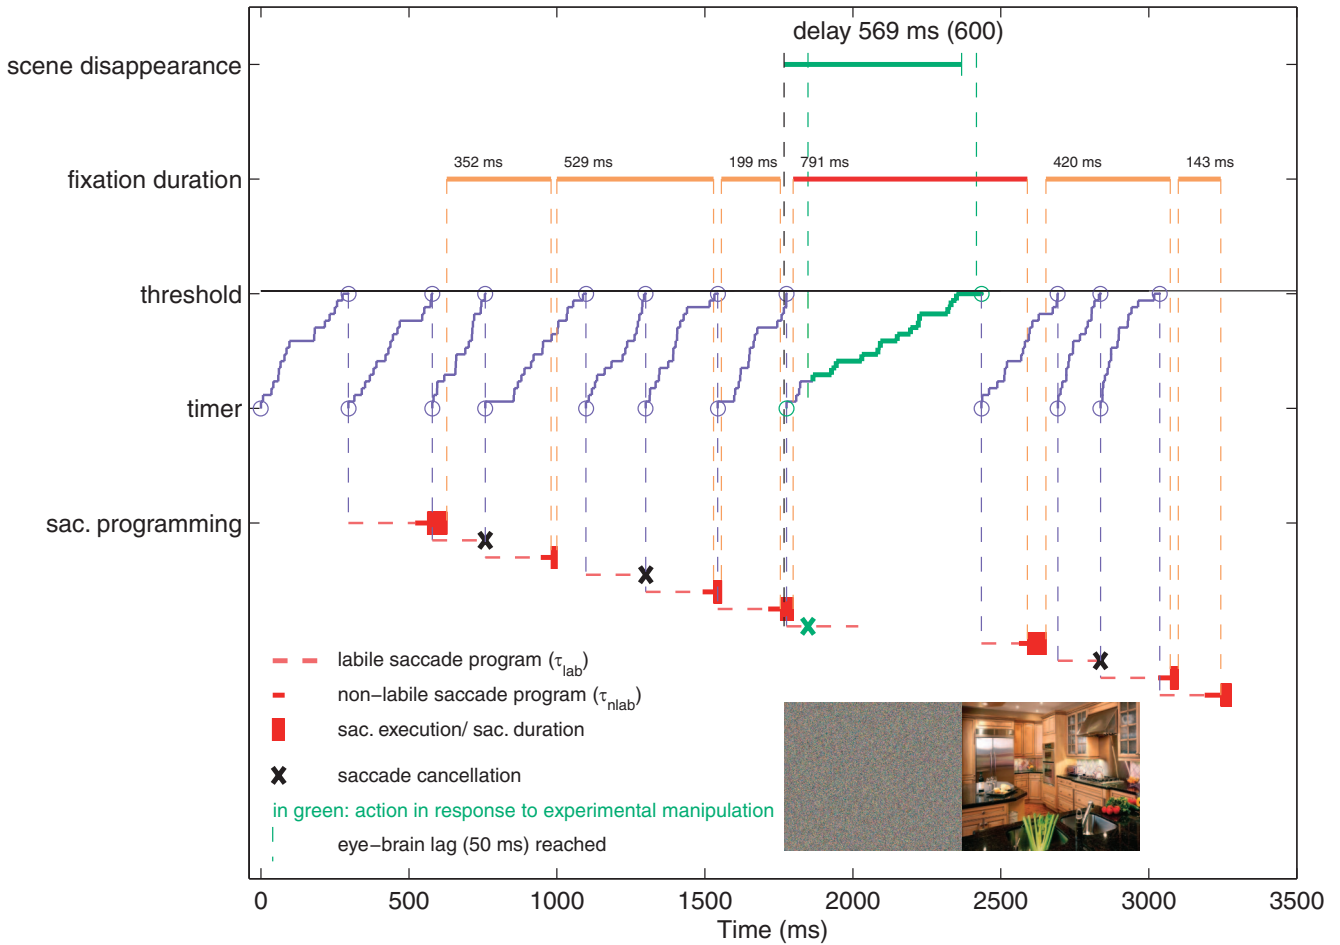 delay 569 ms (600)
scene disappearance
352 ms
529 ms
199 ms
791 ms
420 ms
143 ms
fixation duration
threshold
timer
sac. programming
labile saccade program (τlab)
non−labile saccade program (τnlab)
sac. execution/ sac. duration
saccade cancellation
in green: action in response to experimental manipulation
eye−brain lag (50 ms) reached
0
500
1000
1500
2000
2500
3000
3500
Time (ms)